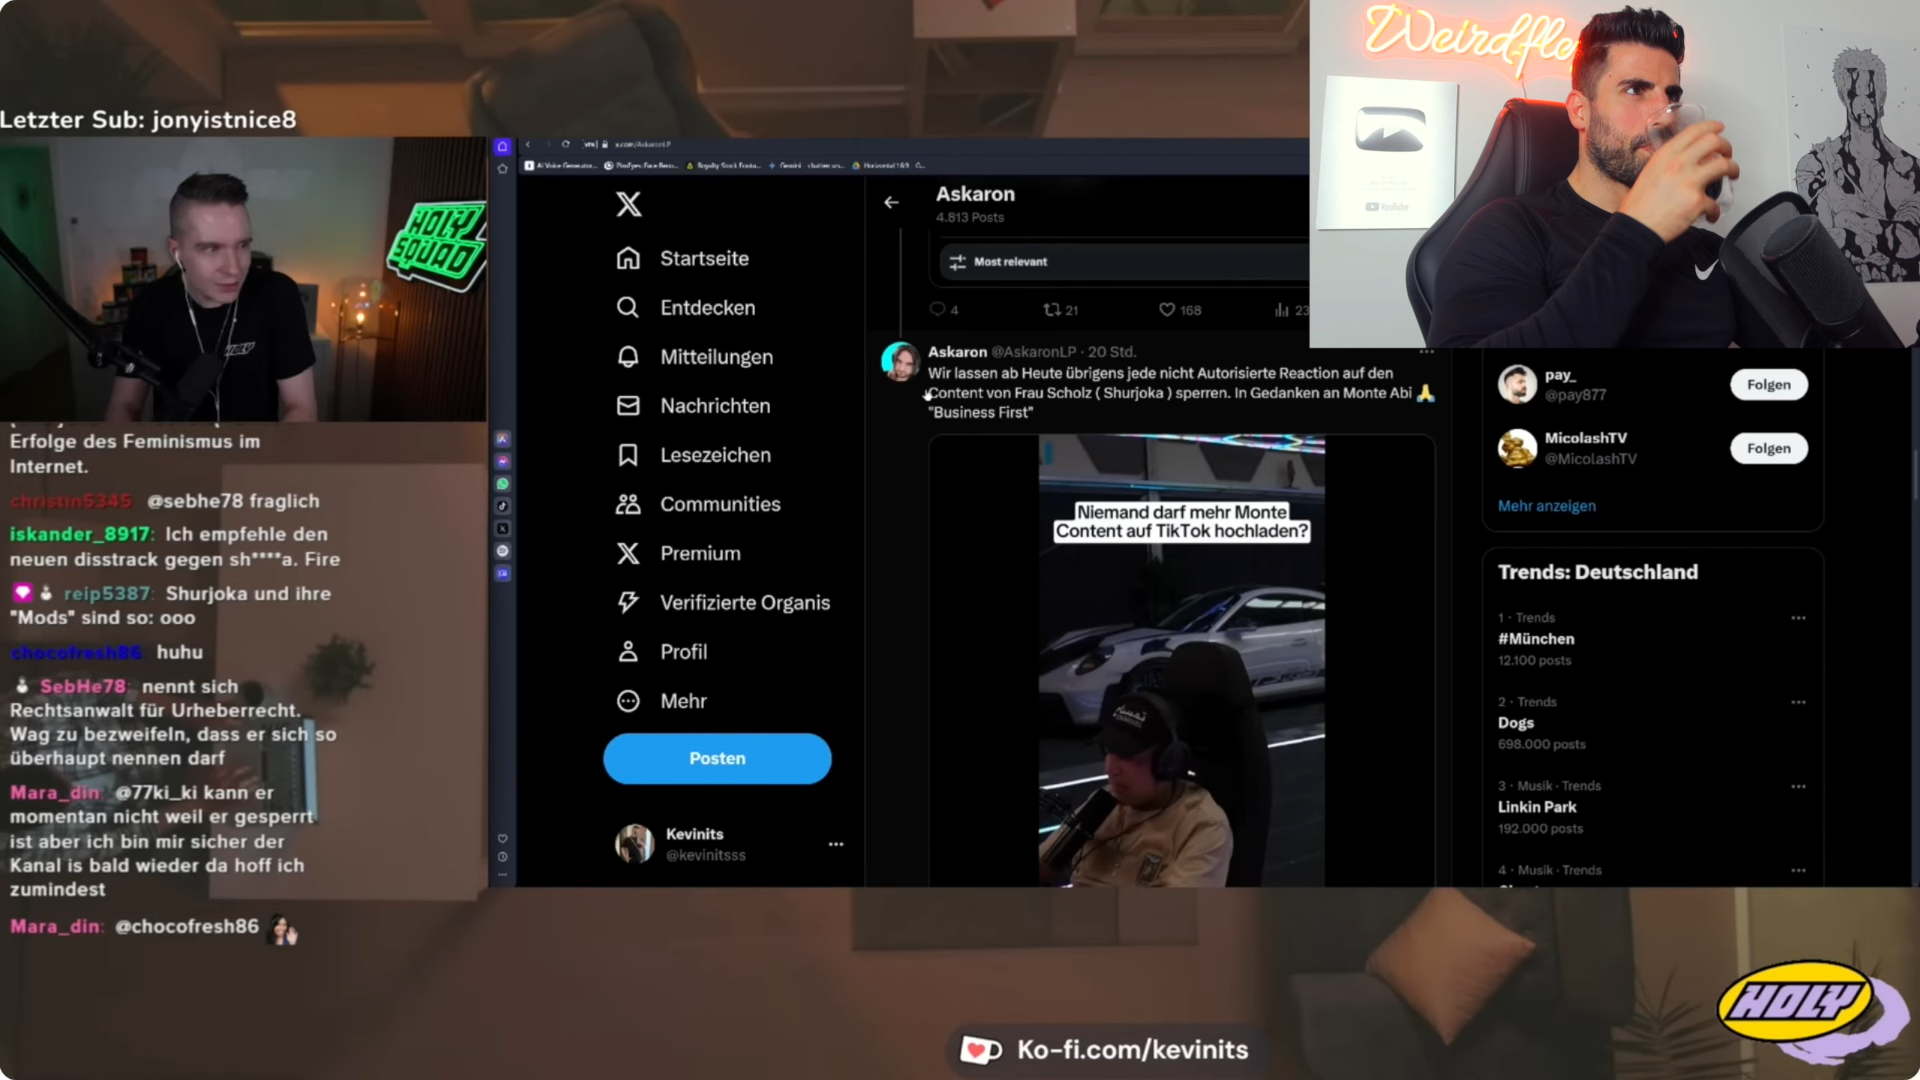 Letzter Sub: jonyistnice8
HOLY
SQUAD
HOLY
Erfolge des Feminismus im
Internet.
christin5345 @sebhe78 fraglich
iskander_8917: Ich empfehle den
neuen disstrack gegen sh****a. Fire
reip5387: Shurjoka und ihre
"Mods" sind so: ooo
chocofresh86: huhu
SebHe78: nennt sich
Rechtsanwalt für Urheberrecht.
Wag zu bezweifeln, dass er sich so
überhaupt nennen darf
Mara_din: @77ki_ki kann er
momentan nicht weil er gesperrt
ist aber ich bin mir sicher der
Kanal is bald wieder da hoff ich
zumindest
Mara_din: @chocofresh86
x.com/AskaronLP
Startseite
Entdecken
Mitteilungen
Nachrichten
Lesezeichen
Communities
Premium
Verifizierte Organis
Profil
Mehr
Posten
Kevinits
@kevinitsss
Askaron
4.813 Posts
Most relevant
4 21 168 23
Askaron @AskaronLP · 20 Std.
Wir lassen ab Heute übrigens jede nicht Autorisierte Reaction auf den
Content von Frau Scholz ( Shurjoka ) sperren. In Gedanken an Monte Abi 🙏
"Business First"
Niemand darf mehr Monte
Content auf TikTok hochladen?
Weirdfle
YouTube
pay_
@pay877
Folgen
MicolashTV
@MicolashTV
Folgen
Mehr anzeigen
Trends: Deutschland
1 · Trends
#München
12.100 posts
2 · Trends
Dogs
698.000 posts
3 · Musik · Trends
Linkin Park
192.000 posts
4 · Musik · Trends
Ko-fi.com/kevinits
HOLY